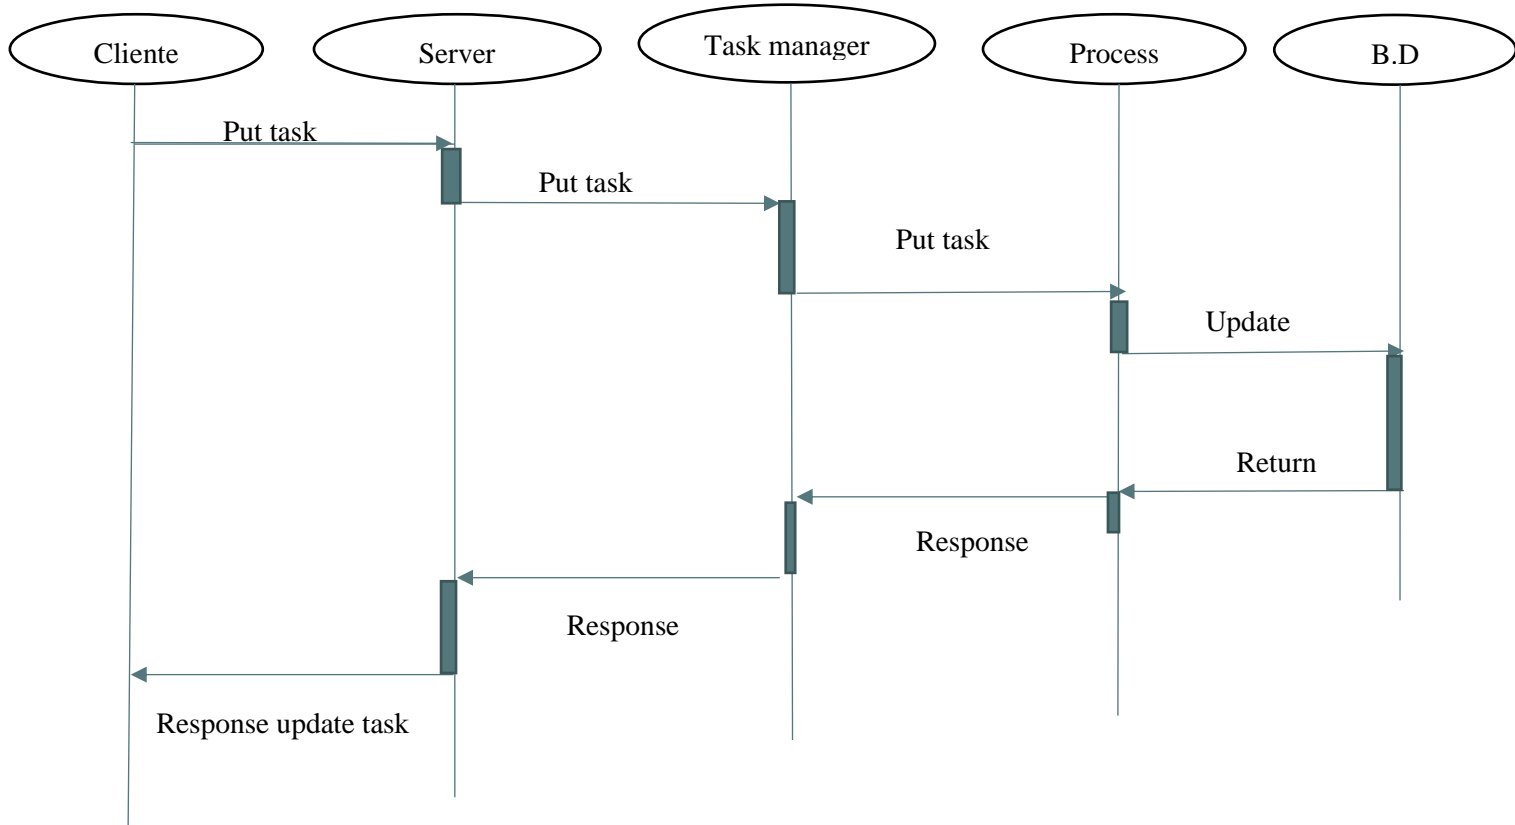 Cliente
Server
Task manager
Process
B.D
Put task
Put task
Put task
Update
Return
Response
Response
Response update task